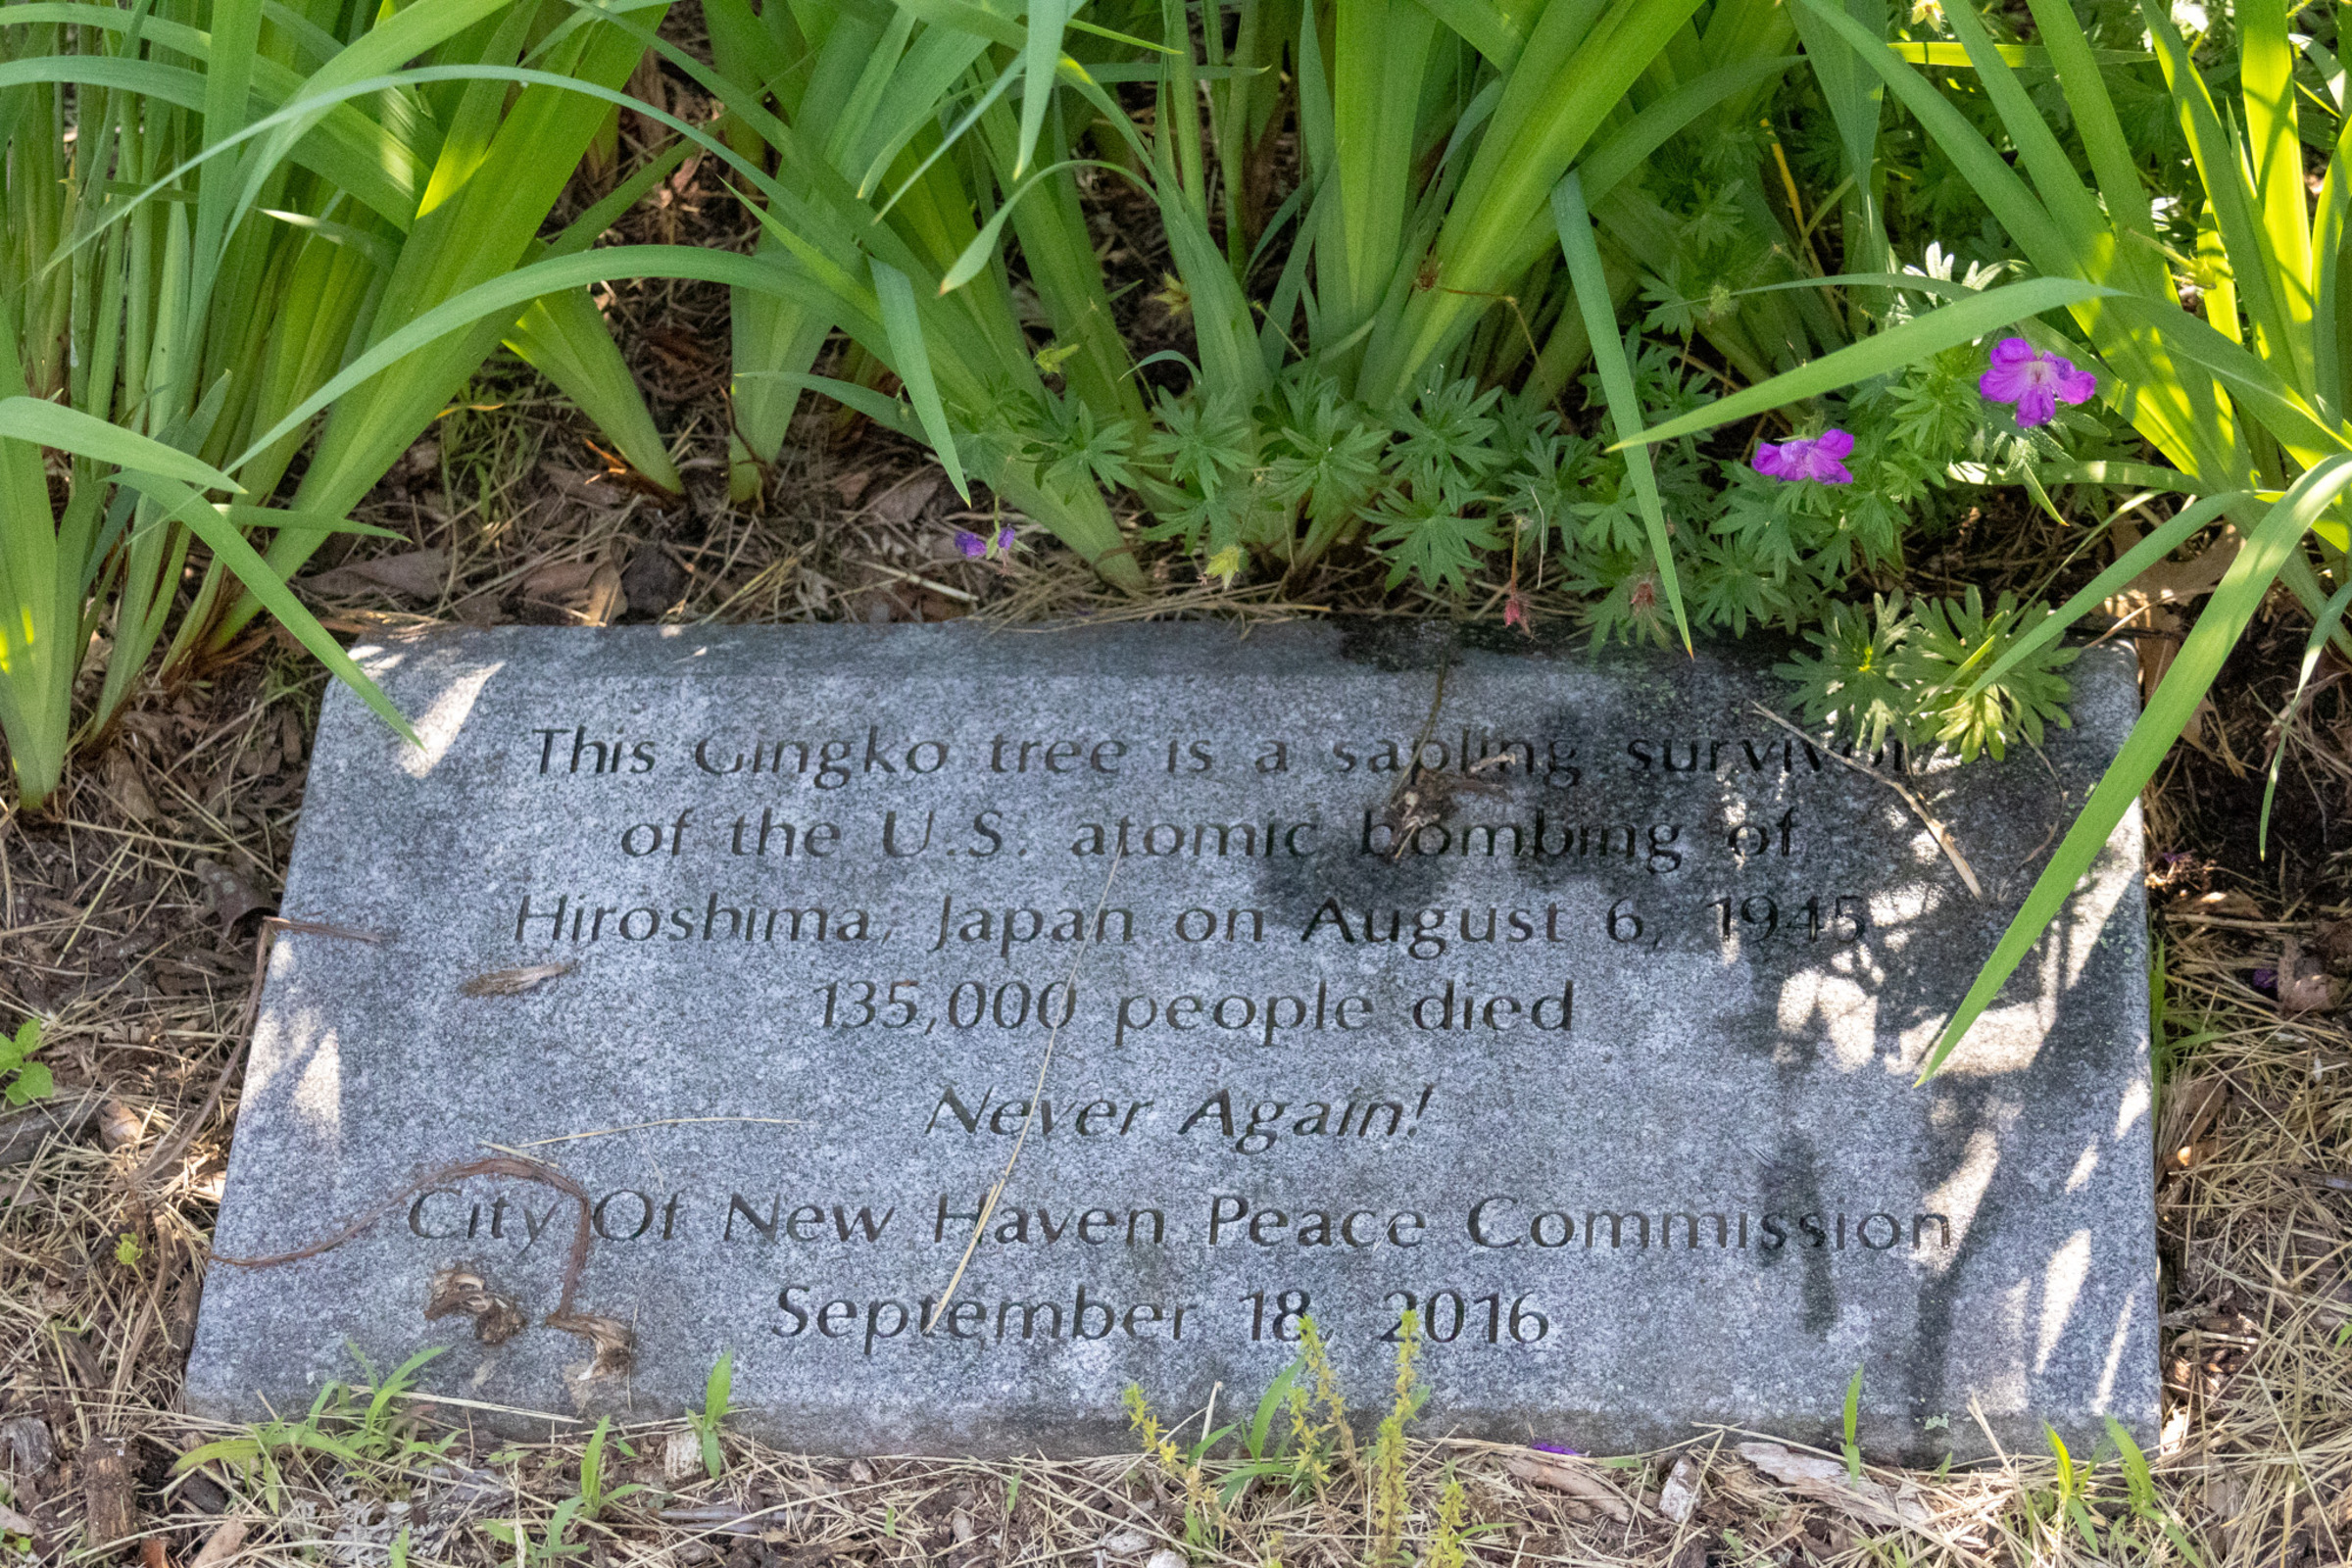 This Gingko tree is a sapling survivor
of the U.S. atomic bombing of
Hiroshima, Japan on August 6, 1945
135,000 people died
Never Again!
City Of New Haven Peace Commission
September 18, 2016